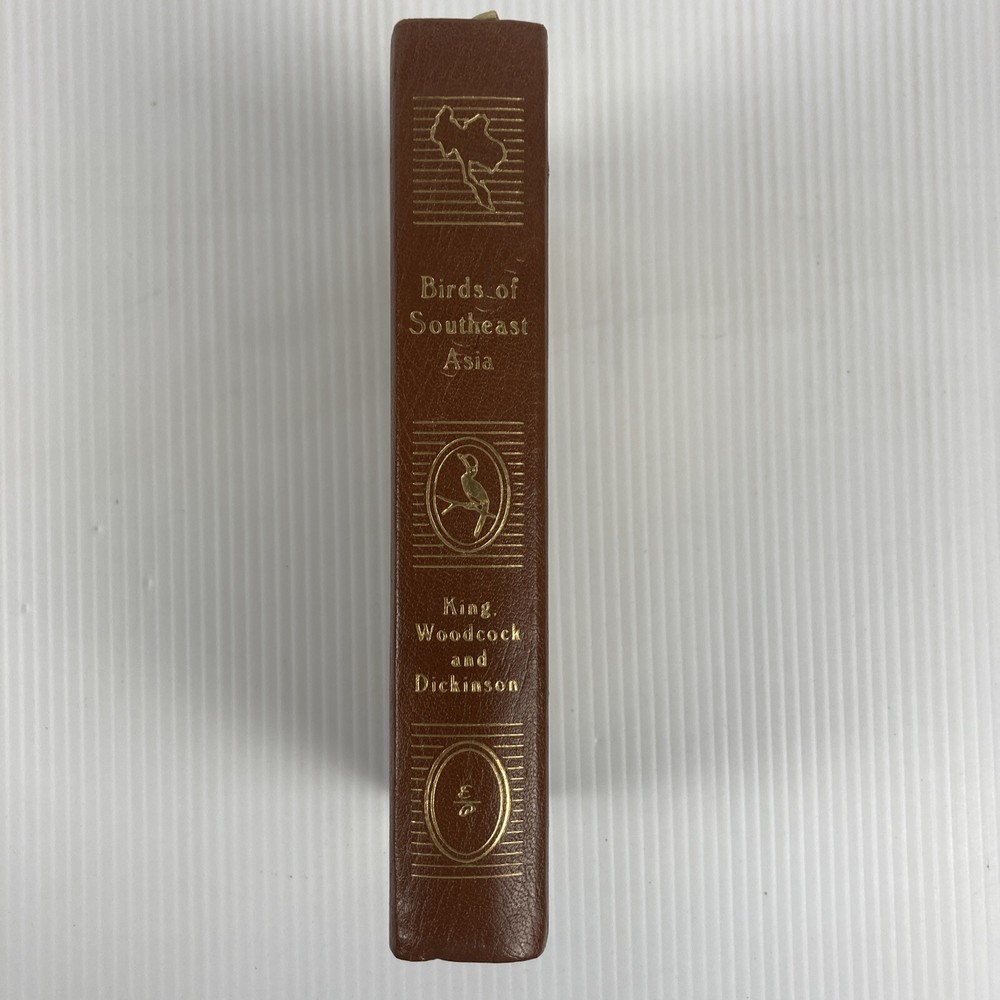 Birds of
Southeast
Asia
King,
Woodcock
and
Dickinson
E
P